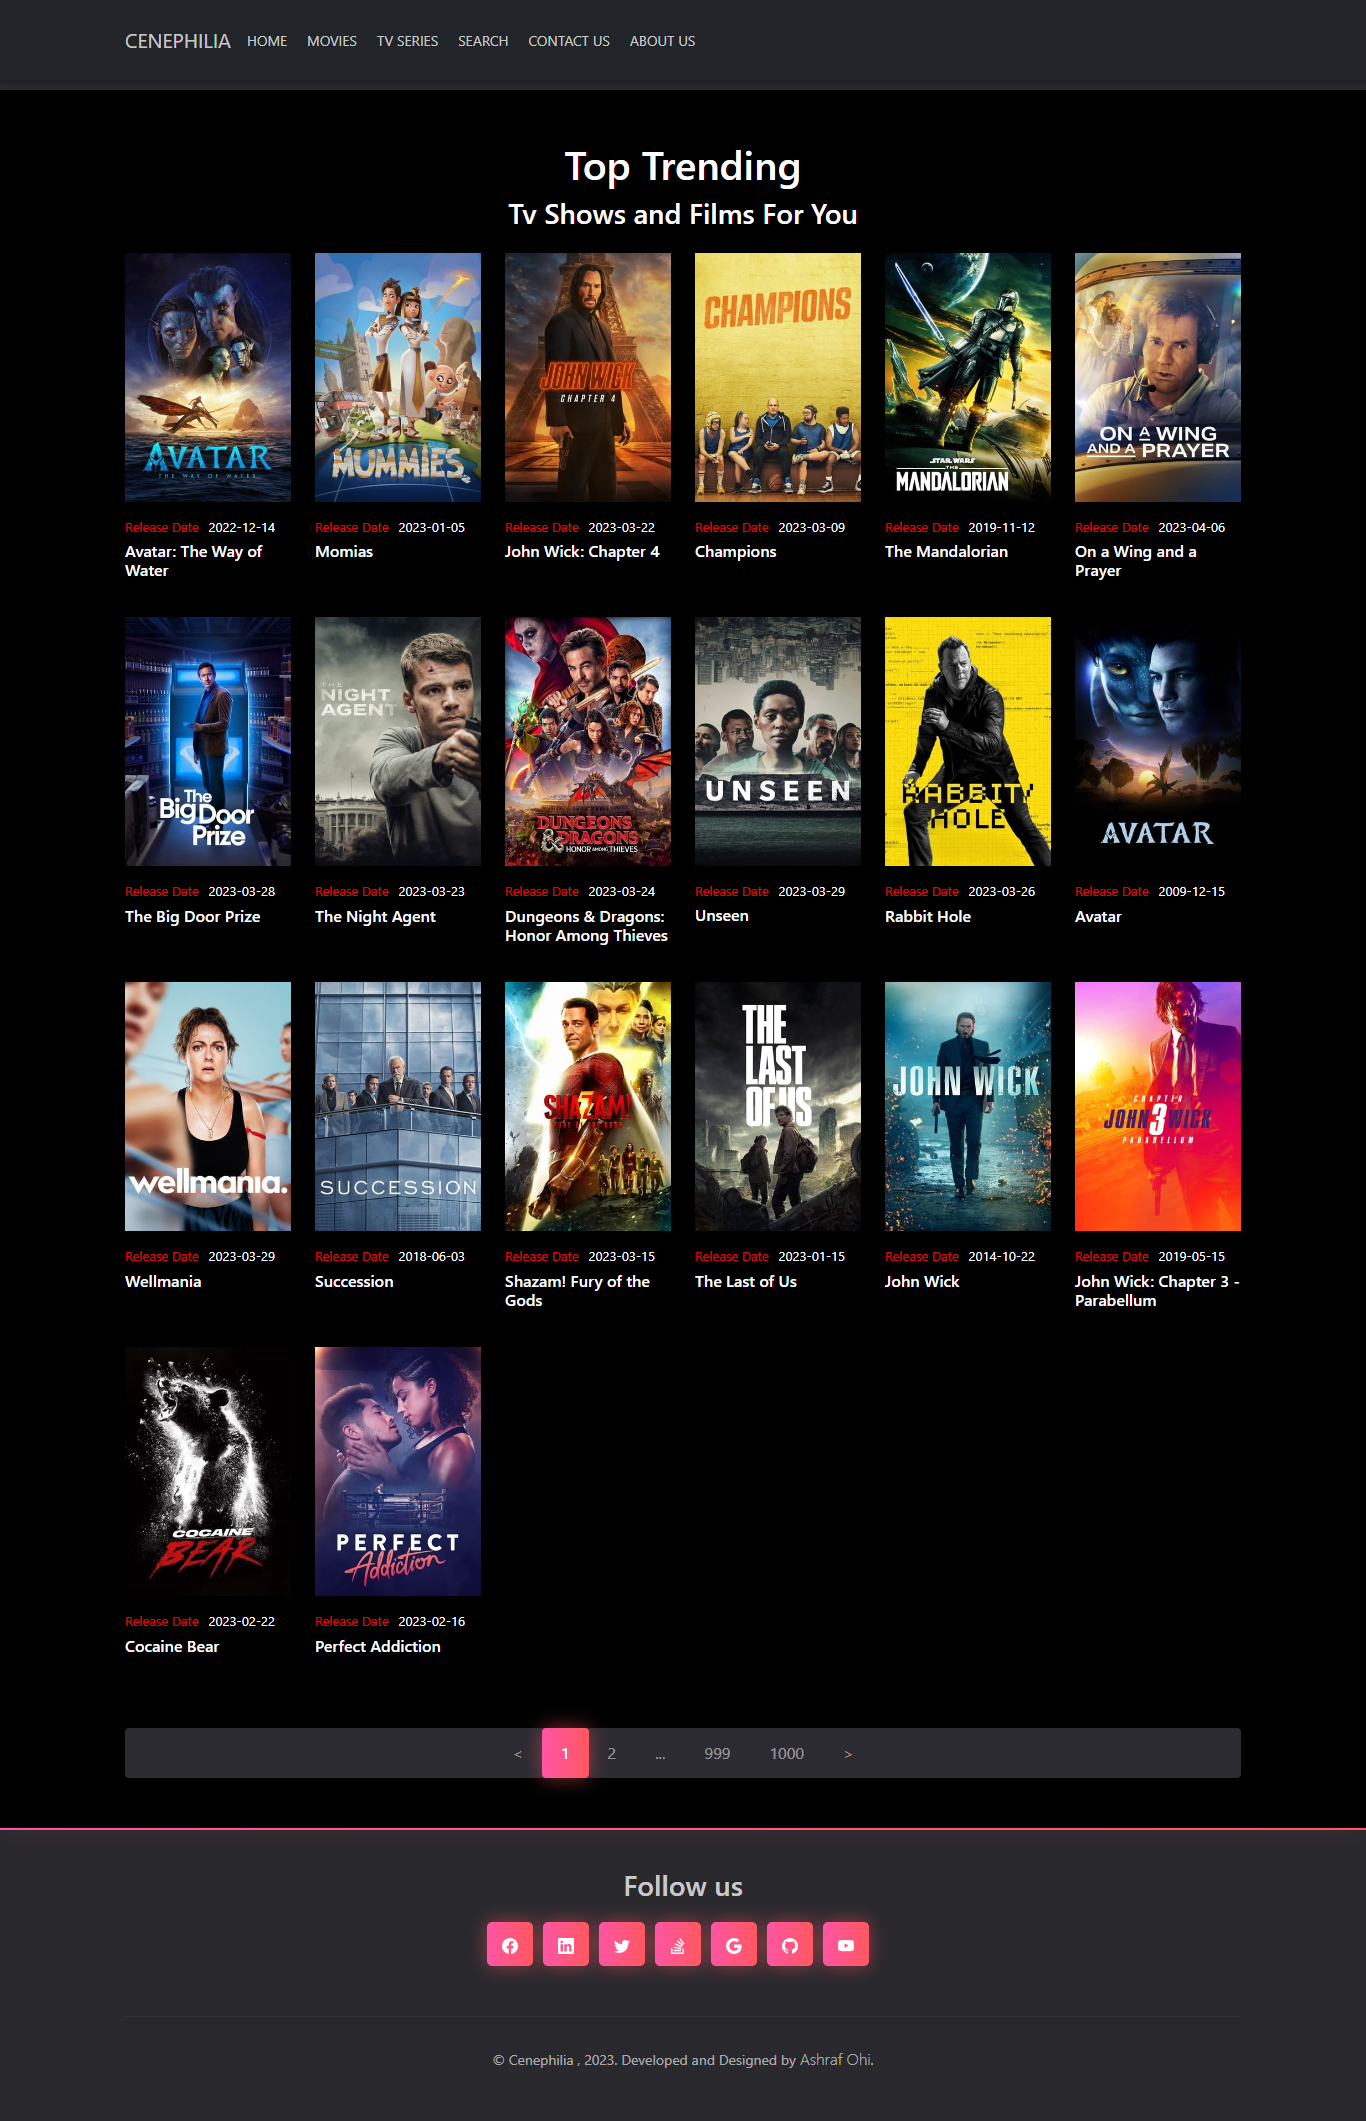 CENEPHILIA HOME MOVIES TV SERIES SEARCH CONTACT US ABOUT US
Top Trending
Tv Shows and Films For You
AVATAR
THE WAY OF WATER
MUMMIES
JOHN WICK
CHAPTER 4
CHAMPIONS
STAR WARS
THE
MANDALORIAN
ON A WING
AND A PRAYER
Release Date 2022-12-14
Avatar: The Way of
Water
Release Date 2023-01-05
Momias
Release Date 2023-03-22
John Wick: Chapter 4
Release Date 2023-03-09
Champions
Release Date 2019-11-12
The Mandalorian
Release Date 2023-04-06
On a Wing and a
Prayer
The
Big Door
Prize
THE
NIGHT
AGENT
DUNGEONS
& DRAGONS
HONOR AMONG THIEVES
UNSEEN
RABBIT
HOLE
AVATAR
Release Date 2023-03-28
The Big Door Prize
Release Date 2023-03-23
The Night Agent
Release Date 2023-03-24
Dungeons & Dragons:
Honor Among Thieves
Release Date 2023-03-29
Unseen
Release Date 2023-03-26
Rabbit Hole
Release Date 2009-12-15
Avatar
wellmania.
SUCCESSION
SHAZAM!
THE
LAST
OF US
JOHN WICK
CHAPTER
JOHN 3 WICK
PARABELLUM
Release Date 2023-03-29
Wellmania
Release Date 2018-06-03
Succession
Release Date 2023-03-15
Shazam! Fury of the
Gods
Release Date 2023-01-15
The Last of Us
Release Date 2014-10-22
John Wick
Release Date 2019-05-15
John Wick: Chapter 3 -
Parabellum
COCAINE
BEAR
PERFECT
Addiction
Release Date 2023-02-22
Cocaine Bear
Release Date 2023-02-16
Perfect Addiction
< 1 2 ... 999 1000 >
Follow us
© Cenephilia , 2023. Developed and Designed by Ashraf Ohi.